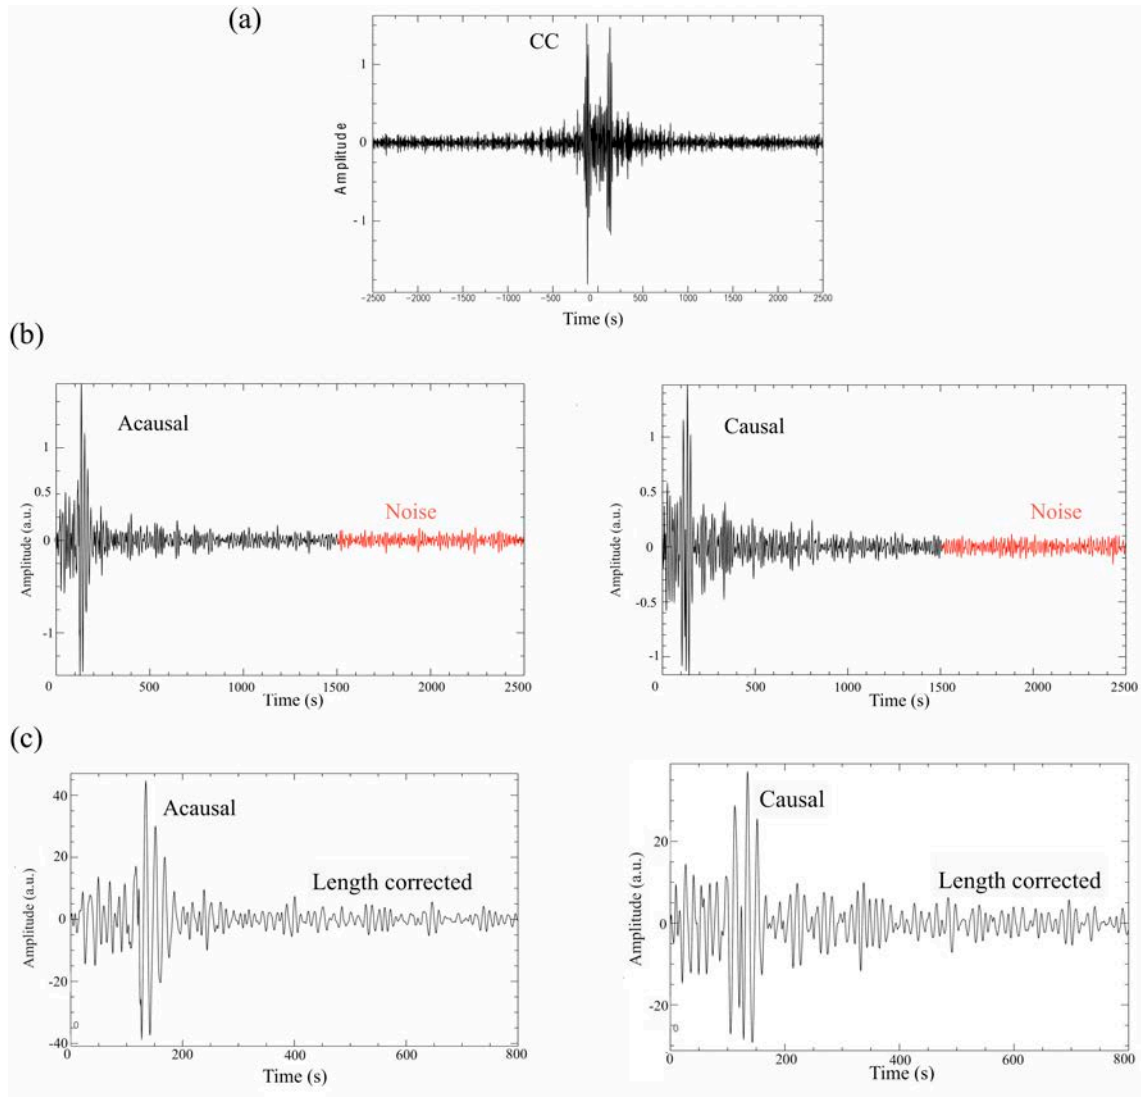 (a)
CC
1
0
-1
Amplitude
-2500 -2000 -1500 -1000 -500 0 500 1000 1500 2000 2500
Time (s)
(b)
Acausal
Noise
1
0.5
0
-1
Amplitude (a.u.)
0 500 1000 1500 2000 2500
Time (s)
Causal
Noise
1
0.5
0
-0.5
-1
Amplitude (a.u.)
0 500 1000 1500 2000 2500
Time (s)
(c)
Acausal
Length corrected
40
20
0
-20
-40
Amplitude (a.u.)
0 200 400 600 800
Time (s)
Causal
Length corrected
20
0
-20
Amplitude (a.u.)
0 200 400 600 800
Time (s)